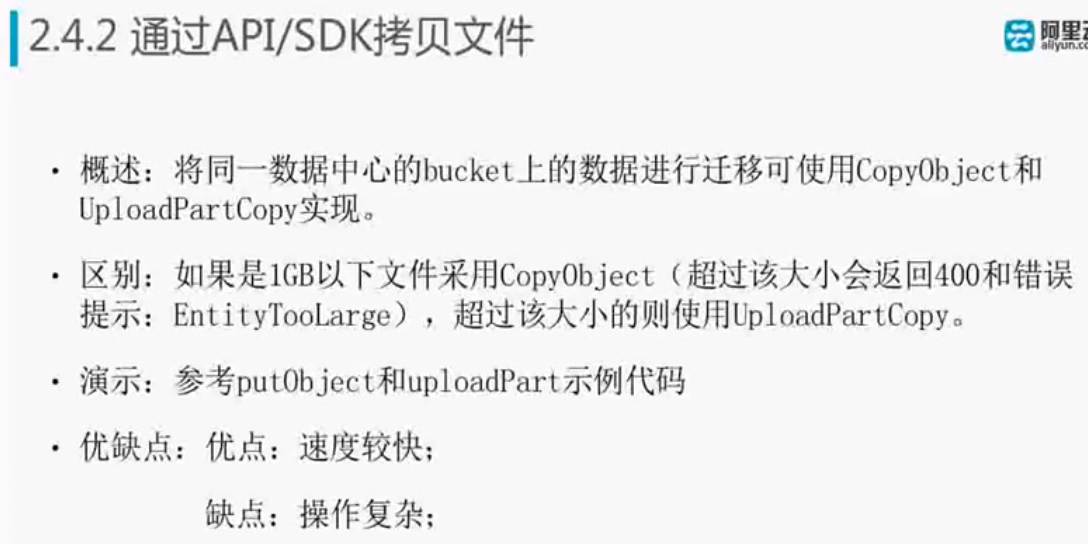 2.4.2 通过API/SDK拷贝文件
阿里云
aliyun.co
· 概述：将同一数据中心的bucket上的数据进行迁移可使用CopyObject和
UploadPartCopy实现。
· 区别：如果是1GB以下文件采用CopyObject（超过该大小会返回400和错误
提示：EntityTooLarge），超过该大小的则使用UploadPartCopy。
· 演示：参考putObject和uploadPart示例代码
· 优缺点：优点：速度较快；
缺点：操作复杂；